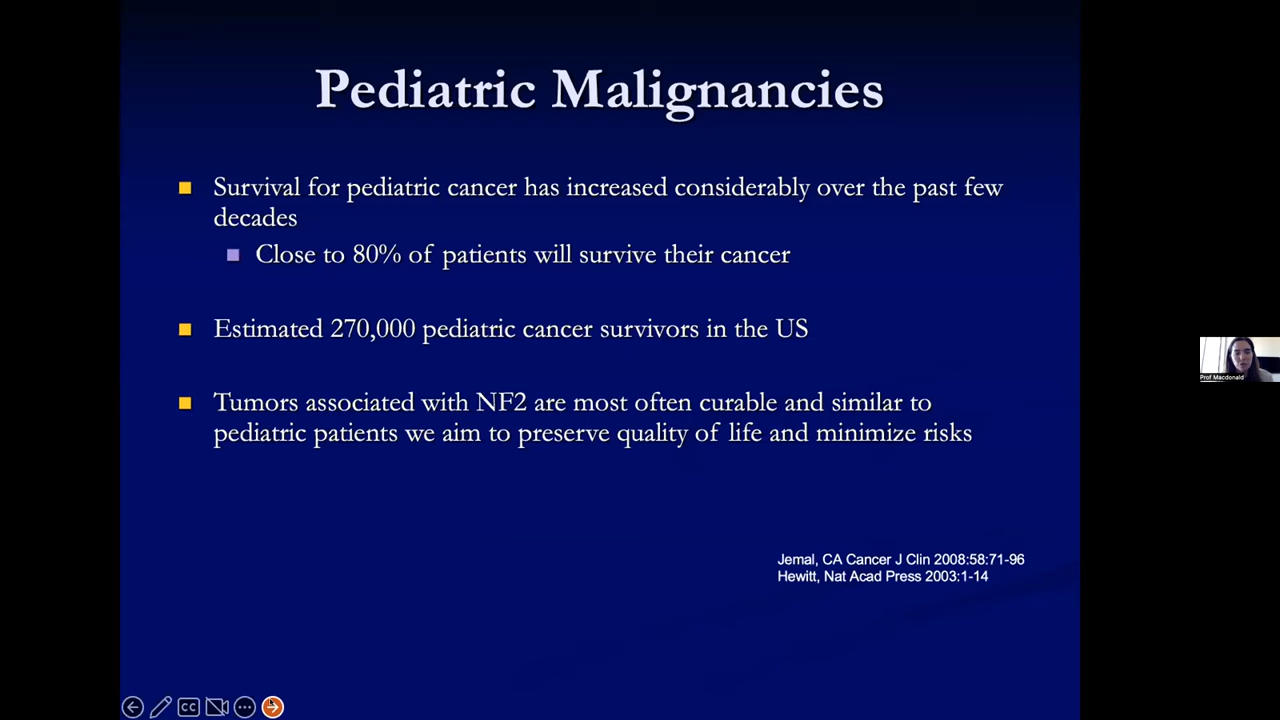 Pediatric Malignancies
Survival for pediatric cancer has increased considerably over the past few
decades
Close to 80% of patients will survive their cancer
Estimated 270,000 pediatric cancer survivors in the US
Tumors associated with NF2 are most often curable and similar to
pediatric patients we aim to preserve quality of life and minimize risks
Prof Macdonald
Jemal, CA Cancer J Clin 2008:58:71-96
Hewitt, Nat Acad Press 2003:1-14
CC